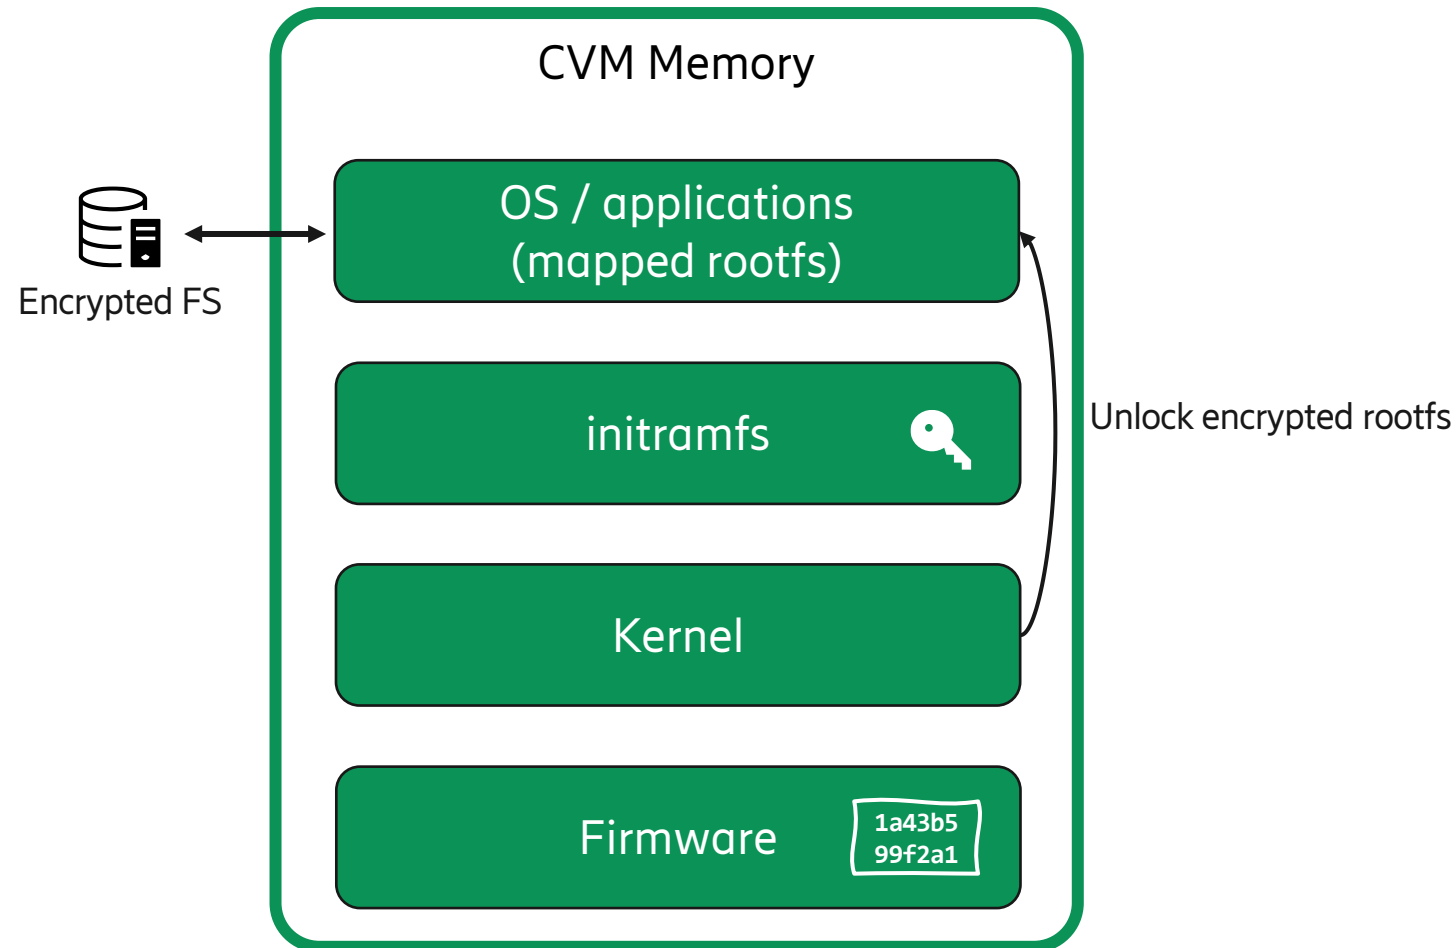 CVM Memory
OS / applications
(mapped rootfs)
Encrypted FS
initramfs
Unlock encrypted rootfs
Kernel
Firmware
1a43b5
99f2a1